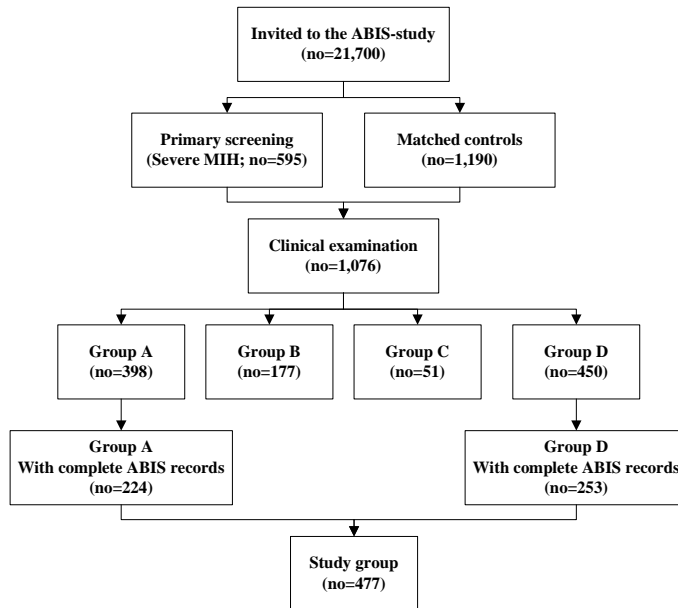 Invited to the ABIS-study
(no=21,700)
Primary screening
(Severe MIH; no=595)
Matched controls
(no=1,190)
Clinical examination
(no=1,076)
Group A
(no=398)
Group B
(no=177)
Group C
(no=51)
Group D
(no=450)
Group A
With complete ABIS records
(no=224)
Group D
With complete ABIS records
(no=253)
Study group
(no=477)